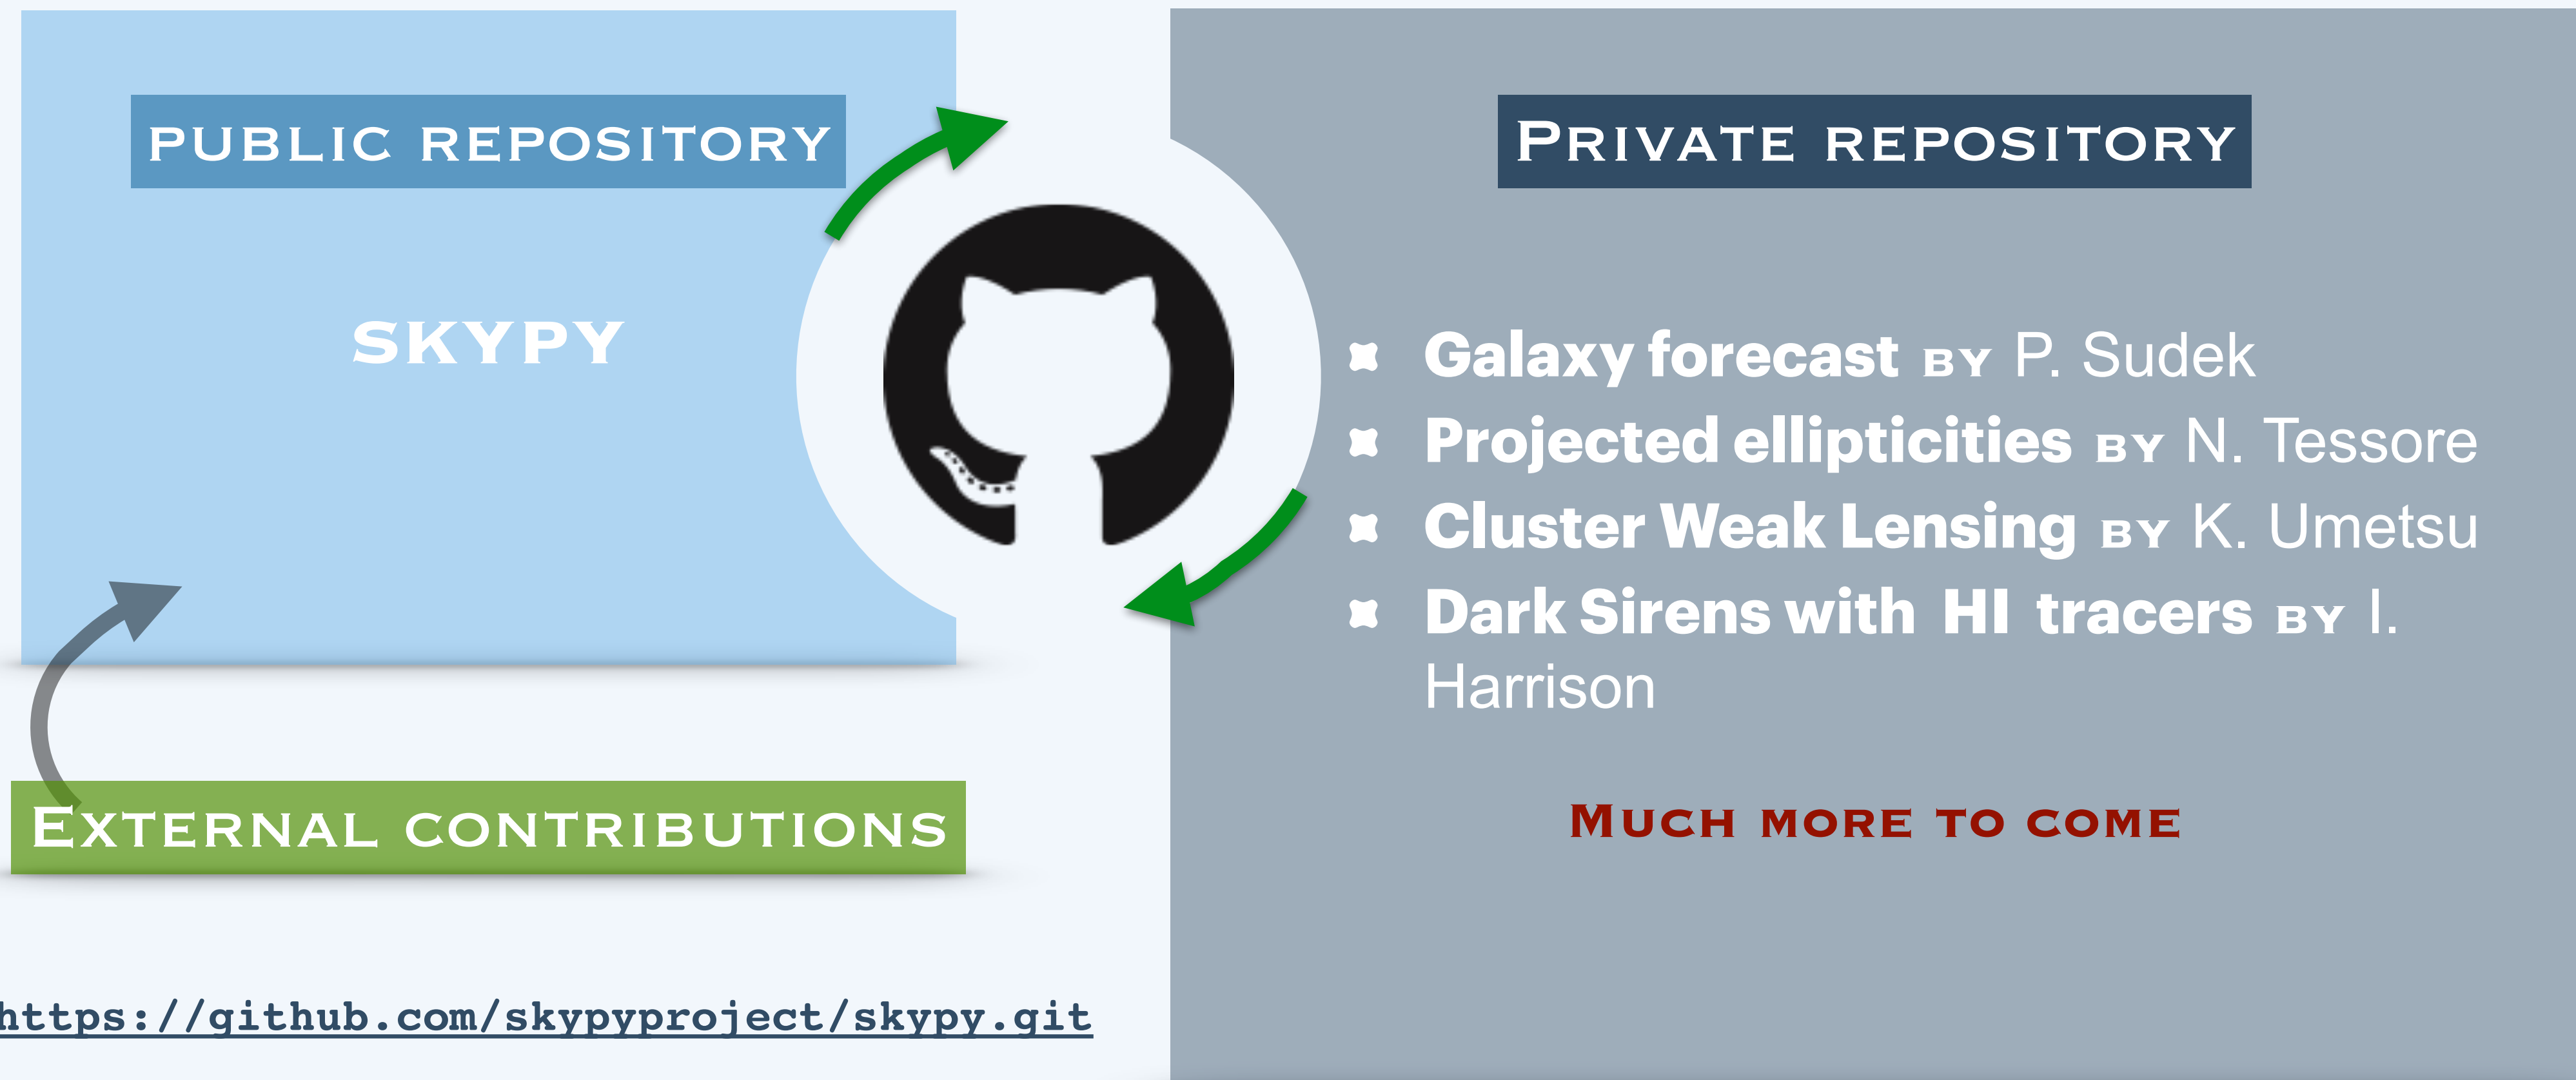 PUBLIC REPOSITORY
SKYPY
EXTERNAL CONTRIBUTIONS
https://github.com/skypyproject/skypy.git
PRIVATE REPOSITORY
Galaxy forecast BY P. Sudek
Projected ellipticities BY N. Tessore
Cluster Weak Lensing BY K. Umetsu
Dark Sirens with HI tracers BY I.
Harrison
MUCH MORE TO COME